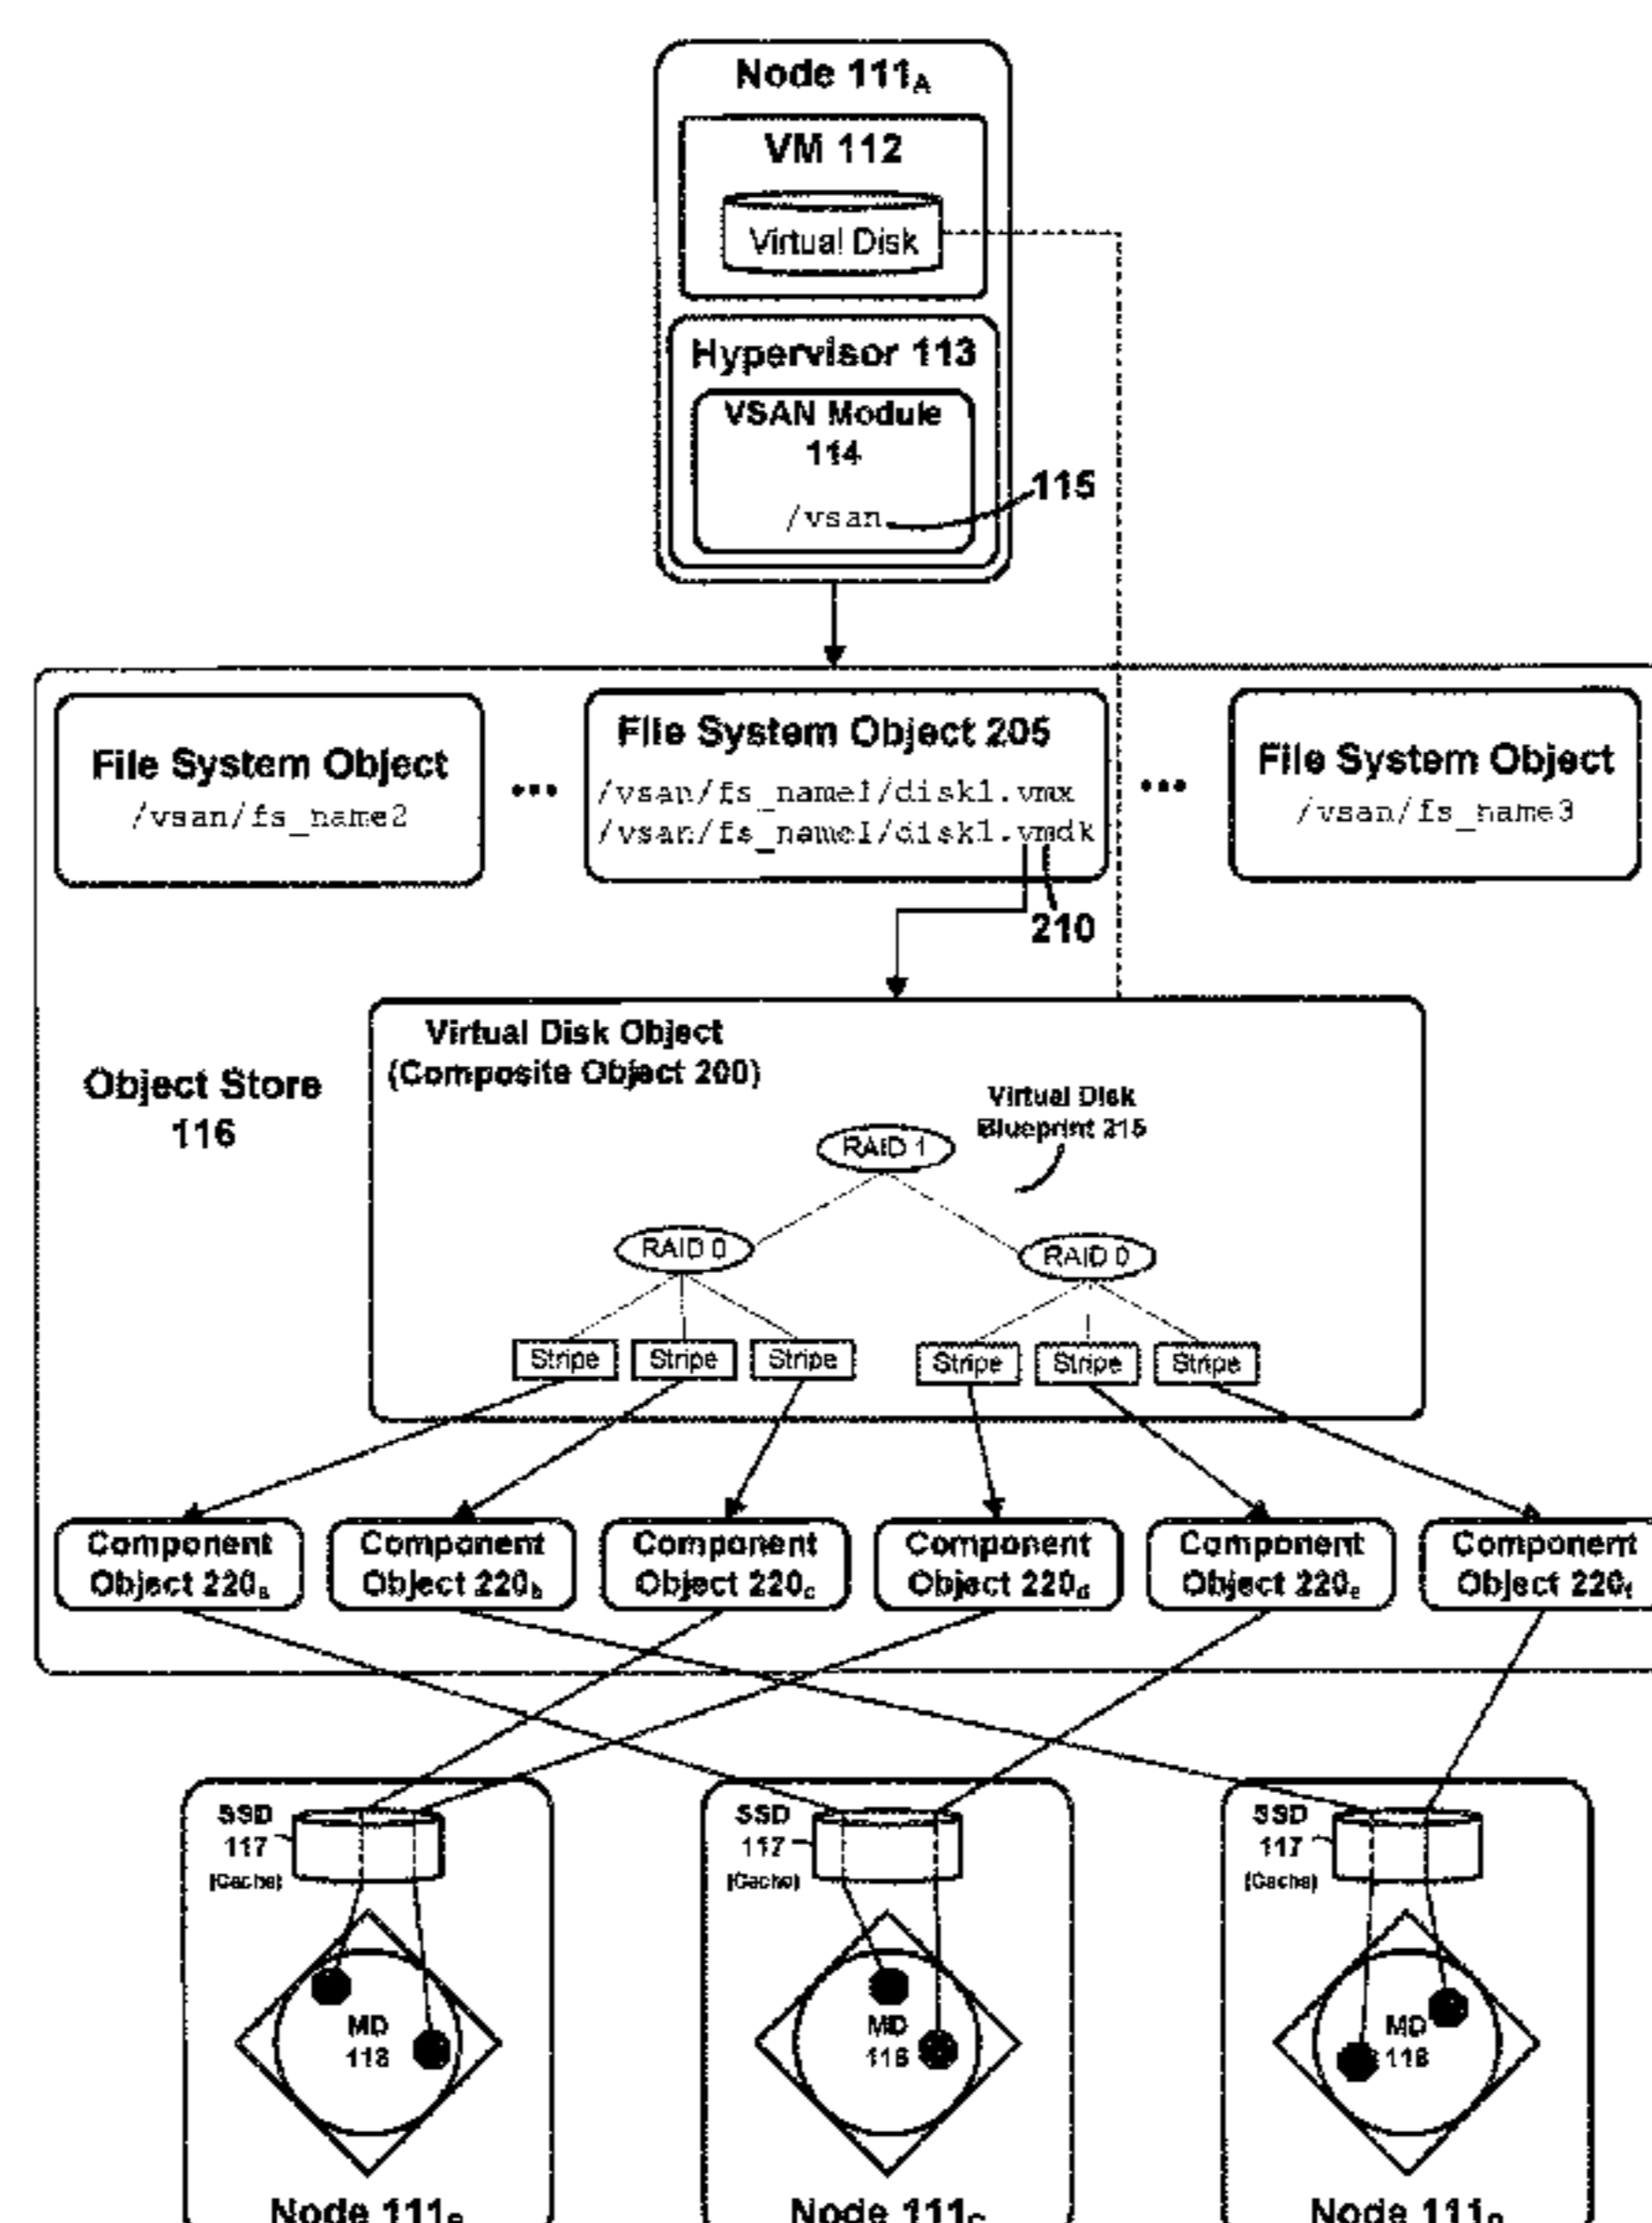 Node 111A
VM 112
Virtual Disk
Hypervisor 113
VSAN Module
114
/vsan
115
File System Object
/vsan/fs_name2
•••
File System Object 205
/vsan/fs_name1/disk1.vmx
/vsan/fs_name1/disk1.vmdk
•••
File System Object
/vsan/fs_name3
210
Object Store
116
Virtual Disk Object
(Composite Object 200)
Virtual Disk
Blueprint 215
RAID 1
RAID 0
RAID 0
Stripe
Stripe
Stripe
Stripe
Stripe
Stripe
Component
Object 220a
Component
Object 220b
Component
Object 220c
Component
Object 220d
Component
Object 220e
Component
Object 220f
SSD
117
(Cache)
MD
118
SSD
117
(Cache)
MD
118
SSD
117
(Cache)
MD
118
Node 111B
Node 111C
Node 111D